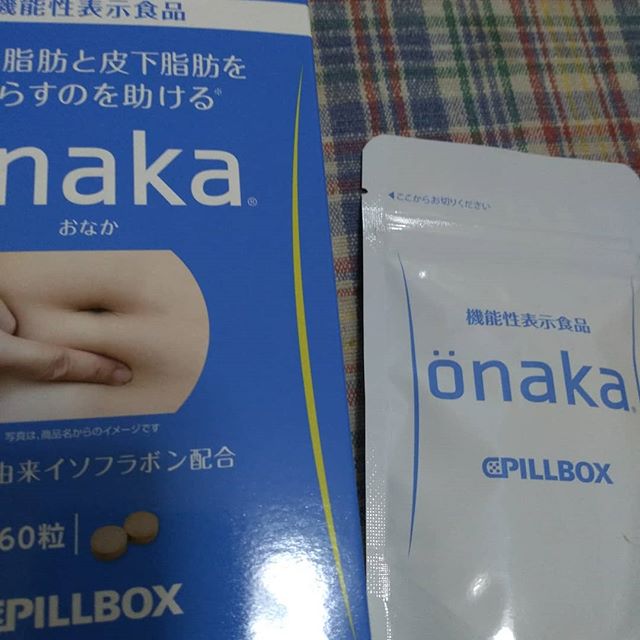 機能性表示食品
脂肪と皮下脂肪を
らすのを助ける※
naka®
おなか
写真は、商品名からのイメージです
由来イソフラボン配合
60粒
PILLBOX
◀ここからお切りください
機能性表示食品
önaka
PILLBOX